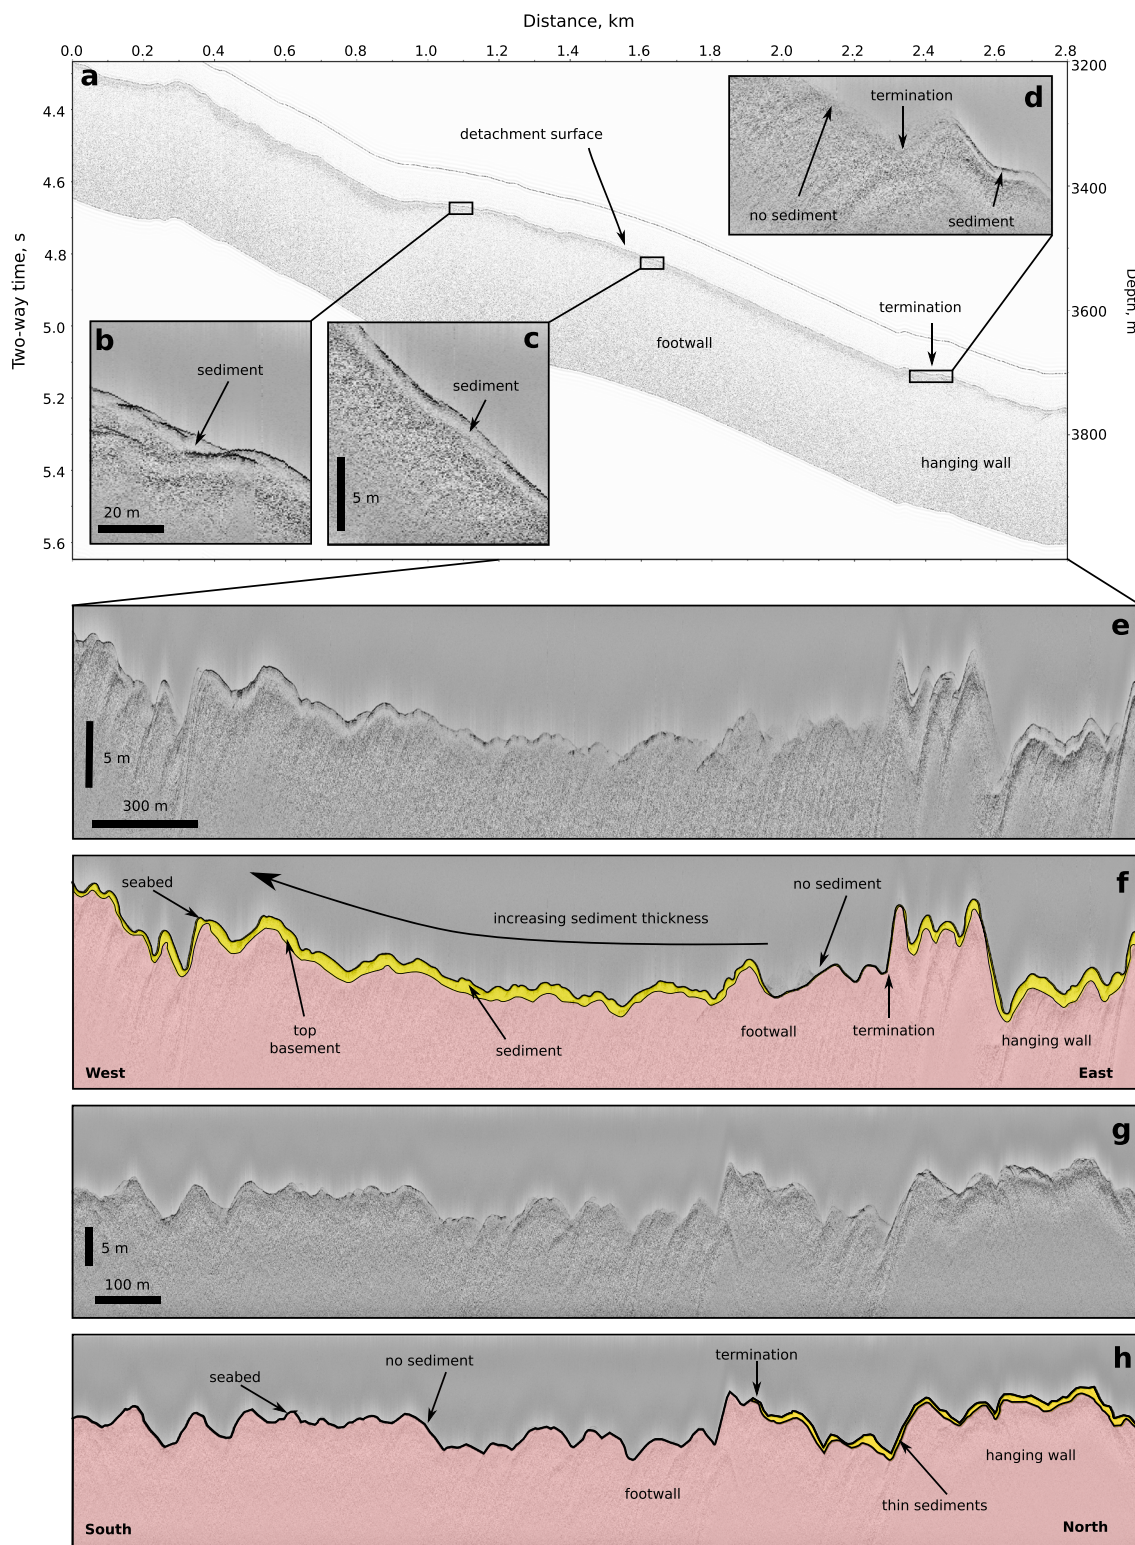 Distance, km
0.0 0.2 0.4 0.6 0.8 1.0 1.2 1.4 1.6 1.8 2.0 2.2 2.4 2.6 2.8
a
3200
d
termination
4.4
detachment surface
4.6
3400
no sediment
sediment
Two-way time, s
4.8
Depth, m
termination
3600
5.0
b
c
footwall
sediment
sediment
5.2
3800
5.4
hanging wall
5 m
20 m
5.6
e
5 m
300 m
f
seabed
no sediment
increasing sediment thickness
top
basement
footwall
termination
sediment
hanging wall
West
East
g
5 m
100 m
h
termination
no sediment
seabed
hanging wall
footwall
thin sediments
South
North